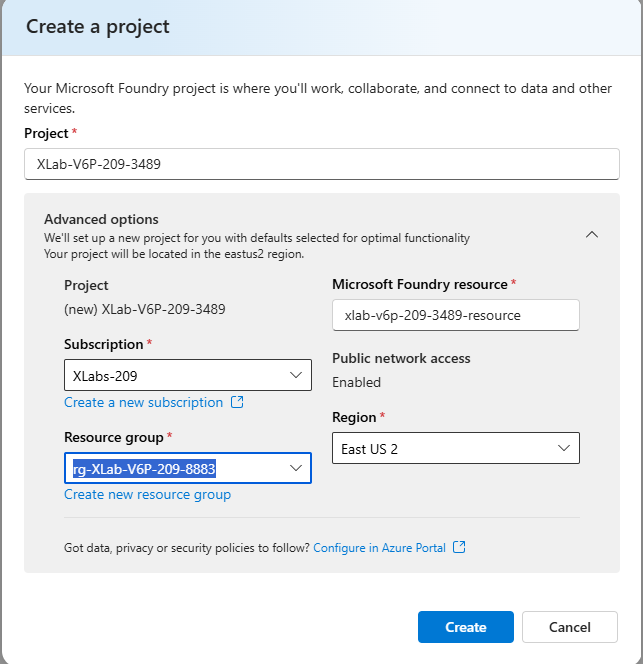 Create a project
Your Microsoft Foundry project is where you'll work, collaborate, and connect to data and other
services.
Project *
XLab-V6P-209-3489
Advanced options
We'll set up a new project for you with defaults selected for optimal functionality
Your project will be located in the eastus2 region.
Project
(new) XLab-V6P-209-3489
Subscription *
XLabs-209
Create a new subscription
Resource group *
rg-XLab-V6P-209-8883
Create new resource group
Microsoft Foundry resource *
xlab-v6p-209-3489-resource
Public network access
Enabled
Region *
East US 2
Got data, privacy or security policies to follow? Configure in Azure Portal
Create
Cancel